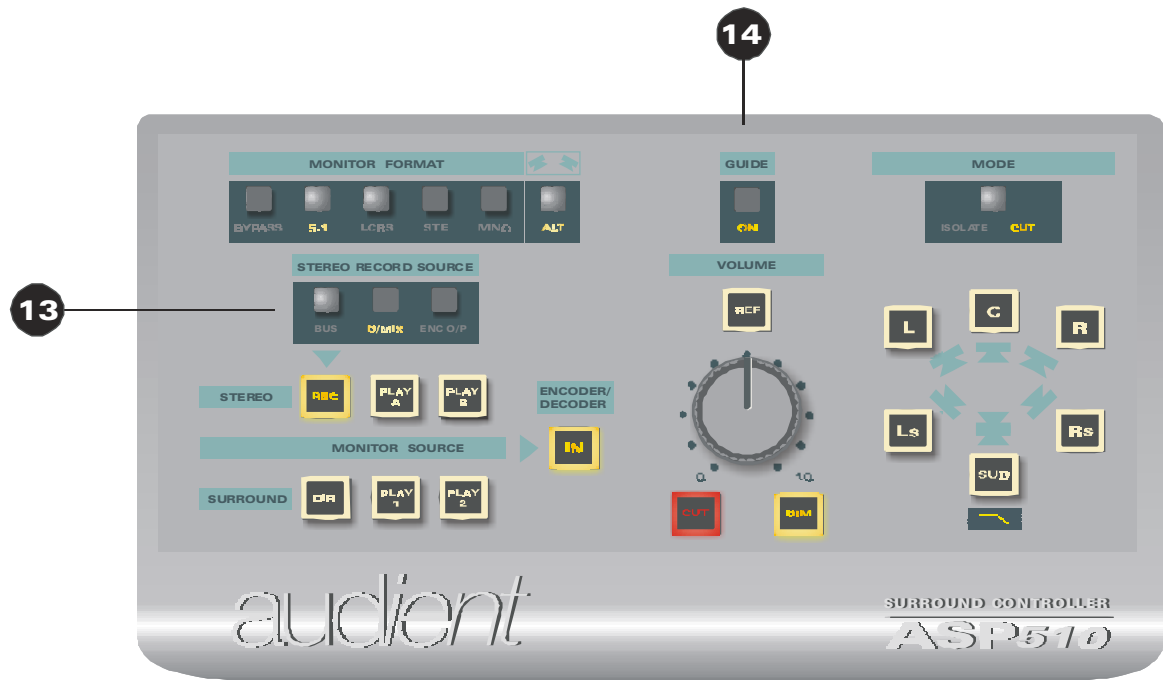 14
MONITOR FORMAT
GUIDE
MODE
BYPASS 5.1 LCRS STE MNO ALT
ON
ISOLATE CUT
STEREO RECORD SOURCE
VOLUME
13
BUS D/MIX ENC O/P
REF
L C R
STEREO
REC
PLAY A
PLAY B
ENCODER/
DECODER
MONITOR SOURCE
IN
Ls Rs
SURROUND
DIR
PLAY 1
PLAY 2
0 10
CUT DIM
SUB
audient
SURROUND CONTROLLER
ASP510